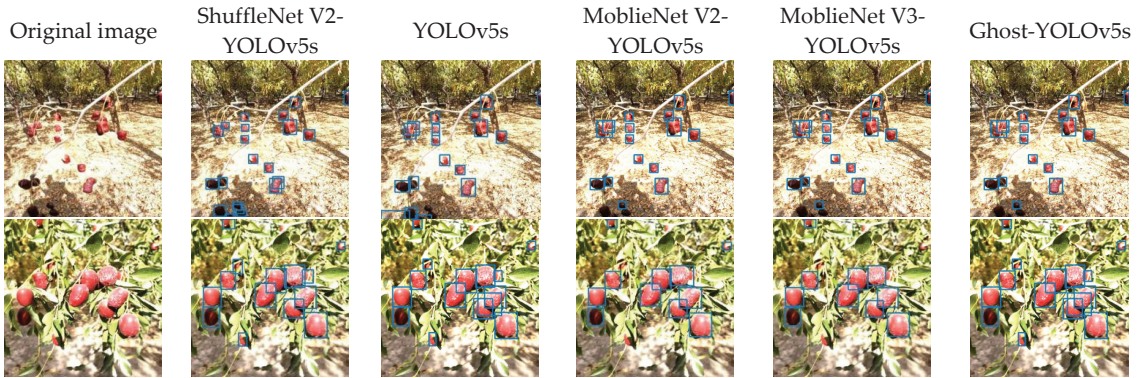 Original image
ShuffleNet V2-
YOLOv5s
YOLOv5s
MoblieNet V2-
YOLOv5s
MoblieNet V3-
YOLOv5s
Ghost-YOLOv5s